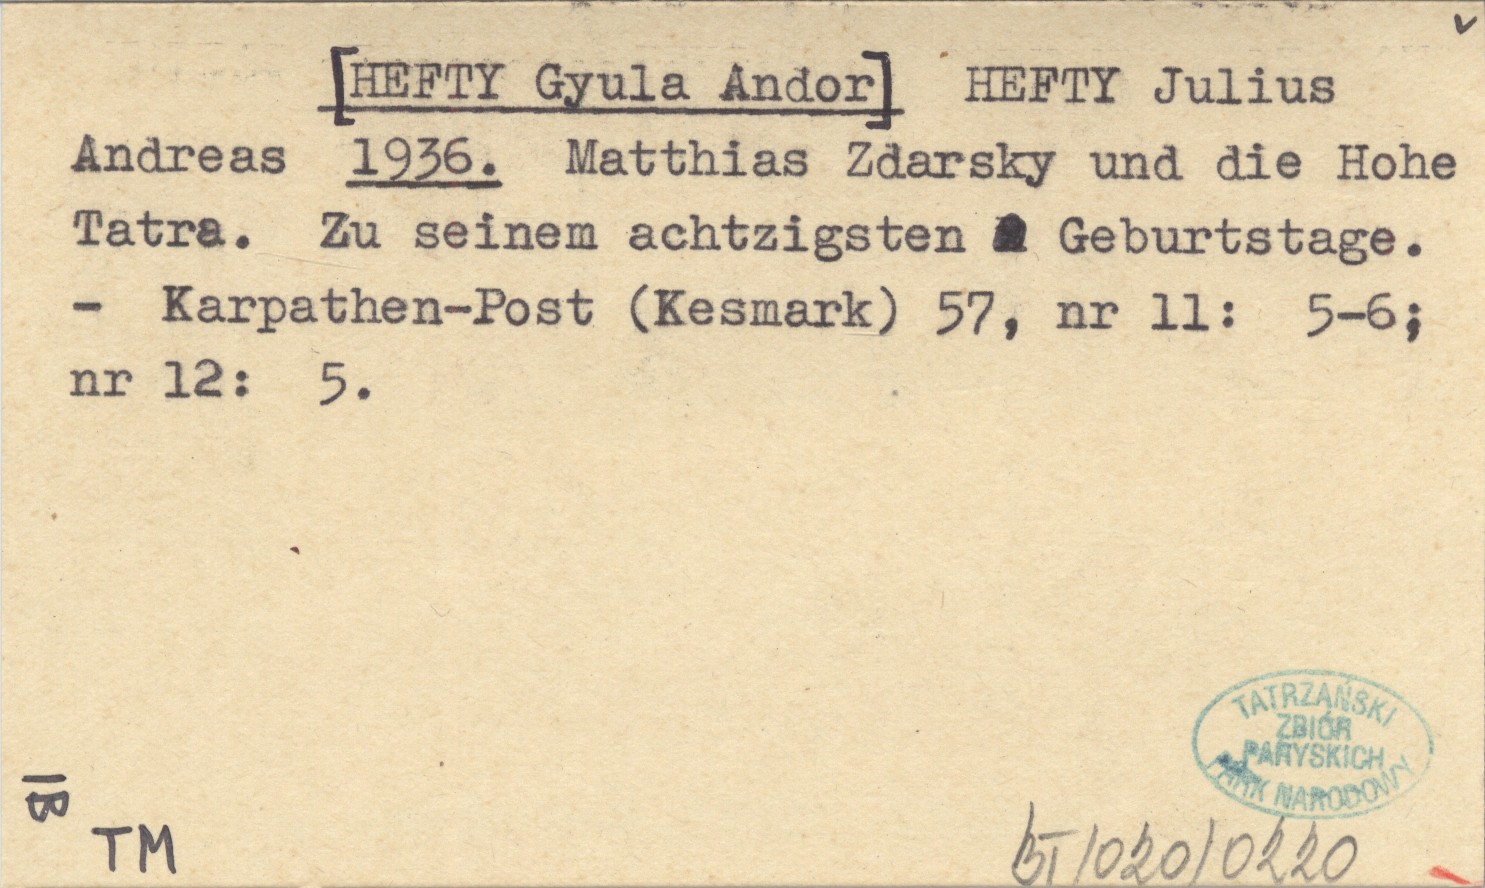 [HEFTY Gyula Andor] HEFTY Julius
Andreas 1936. Matthias Zdarsky und die Hohe
Tatra. Zu seinem achtzigsten Geburtstage.
- Karpathen-Post (Kesmark) 57, nr 11: 5-6;
nr 12: 5.
TATRZAŃSKI
ZBIÓR
PARYSKICH
PARK NARODOWY
IB
TM
BT/020/0220